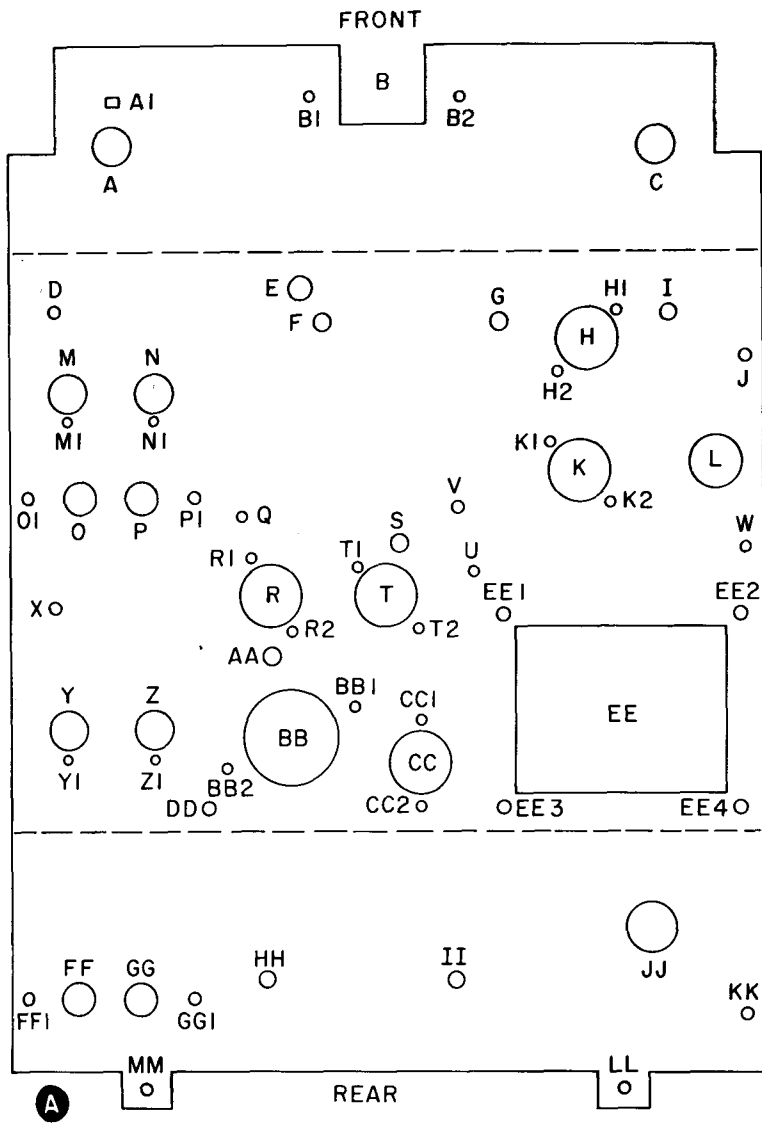 FRONT
B
A1
B1
B2
A
C
D
E
F
G
H1
I
H
H2
J
M
N
M1
N1
K1
K
L
K2
O1
O
P
P1
Q
V
S
W
R1
T1
U
R
T
EE1
EE2
X
R2
T2
AA
Y
Z
BB1
CC1
EE
BB
CC
Y1
Z1
BB2
DD
CC2
EE3
EE4
FF
GG
HH
II
JJ
KK
FF1
GG1
MM
LL
REAR
A